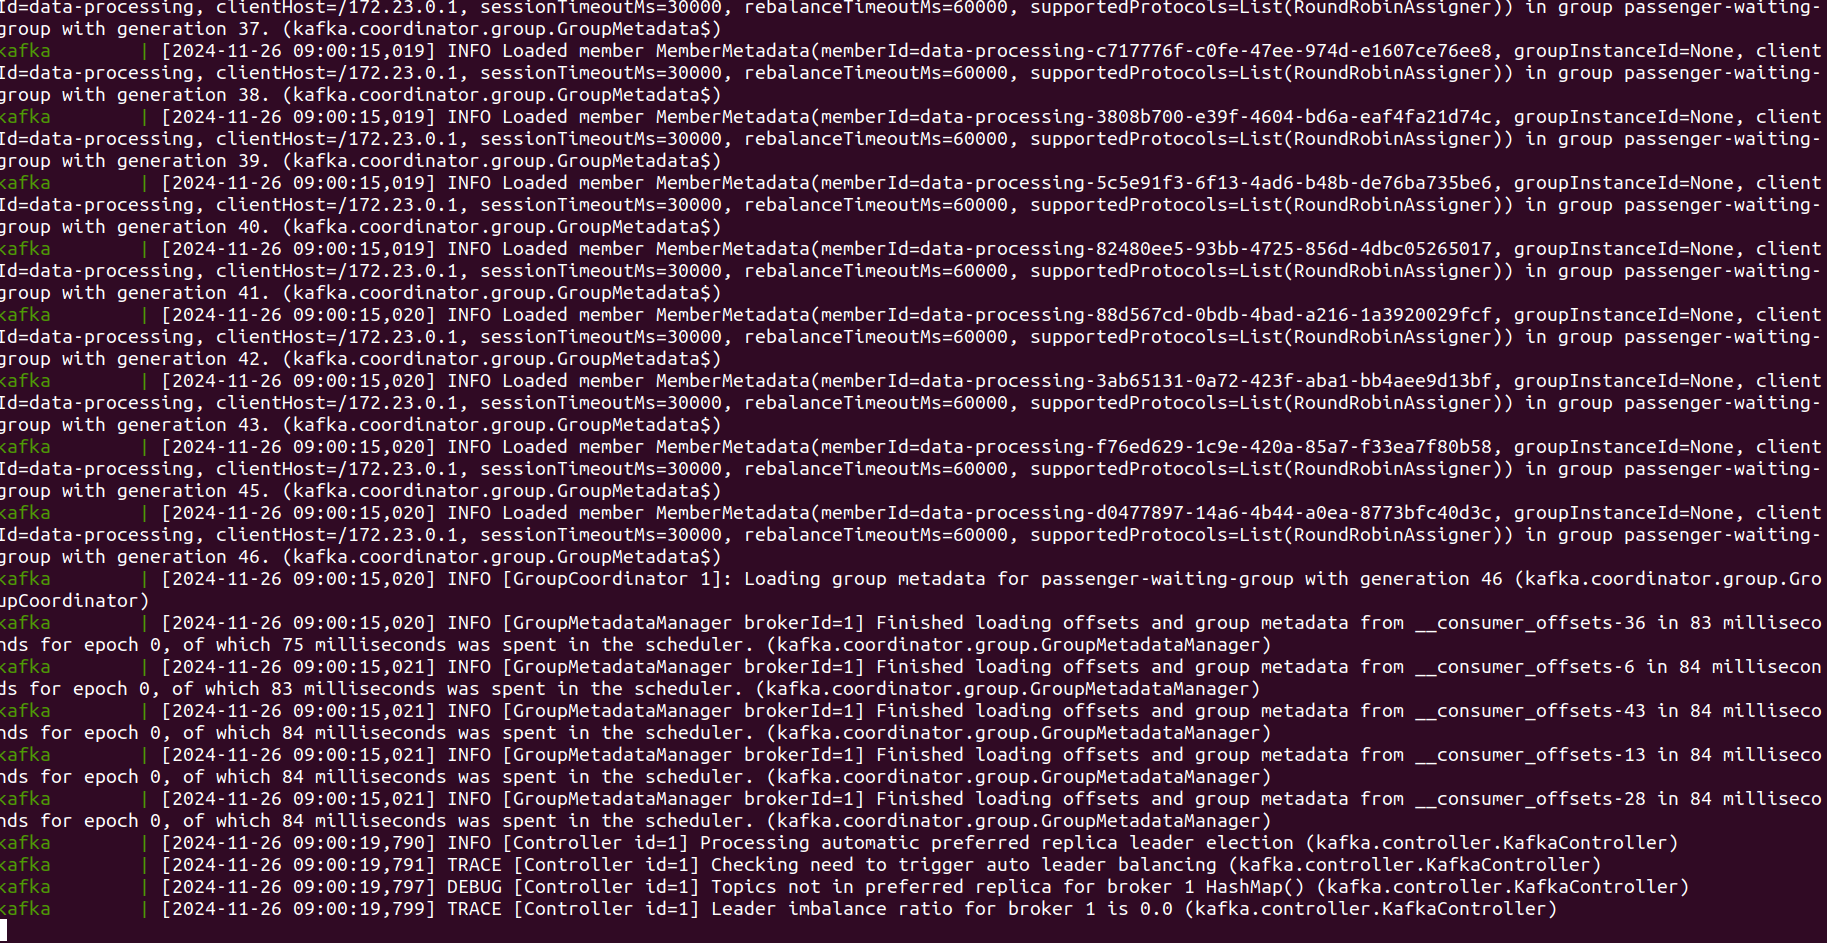 Id=data-processing, clientHost=/172.23.0.1, sessionTimeoutMs=30000, rebalanceTimeoutMs=60000, supportedProtocols=List(RoundRobinAssigner)) in group passenger-waiting-
group with generation 37. (kafka.coordinator.group.GroupMetadata$)
kafka | [2024-11-26 09:00:15,019] INFO Loaded member MemberMetadata(memberId=data-processing-c717776f-c0fe-47ee-974d-e1607ce76ee8, groupInstanceId=None, client
Id=data-processing, clientHost=/172.23.0.1, sessionTimeoutMs=30000, rebalanceTimeoutMs=60000, supportedProtocols=List(RoundRobinAssigner)) in group passenger-waiting-
group with generation 38. (kafka.coordinator.group.GroupMetadata$)
kafka | [2024-11-26 09:00:15,019] INFO Loaded member MemberMetadata(memberId=data-processing-3808b700-e39f-4604-bd6a-eaf4fa21d74c, groupInstanceId=None, client
Id=data-processing, clientHost=/172.23.0.1, sessionTimeoutMs=30000, rebalanceTimeoutMs=60000, supportedProtocols=List(RoundRobinAssigner)) in group passenger-waiting-
group with generation 39. (kafka.coordinator.group.GroupMetadata$)
kafka | [2024-11-26 09:00:15,019] INFO Loaded member MemberMetadata(memberId=data-processing-5c5e91f3-6f13-4ad6-b48b-de76ba735be6, groupInstanceId=None, client
Id=data-processing, clientHost=/172.23.0.1, sessionTimeoutMs=30000, rebalanceTimeoutMs=60000, supportedProtocols=List(RoundRobinAssigner)) in group passenger-waiting-
group with generation 40. (kafka.coordinator.group.GroupMetadata$)
kafka | [2024-11-26 09:00:15,019] INFO Loaded member MemberMetadata(memberId=data-processing-82480ee5-93bb-4725-856d-4dbc05265017, groupInstanceId=None, client
Id=data-processing, clientHost=/172.23.0.1, sessionTimeoutMs=30000, rebalanceTimeoutMs=60000, supportedProtocols=List(RoundRobinAssigner)) in group passenger-waiting-
group with generation 41. (kafka.coordinator.group.GroupMetadata$)
kafka | [2024-11-26 09:00:15,020] INFO Loaded member MemberMetadata(memberId=data-processing-88d567cd-0bdb-4bad-a216-1a3920029fcf, groupInstanceId=None, client
Id=data-processing, clientHost=/172.23.0.1, sessionTimeoutMs=30000, rebalanceTimeoutMs=60000, supportedProtocols=List(RoundRobinAssigner)) in group passenger-waiting-
group with generation 42. (kafka.coordinator.group.GroupMetadata$)
kafka | [2024-11-26 09:00:15,020] INFO Loaded member MemberMetadata(memberId=data-processing-3ab65131-0a72-423f-aba1-bb4aee9d13bf, groupInstanceId=None, client
Id=data-processing, clientHost=/172.23.0.1, sessionTimeoutMs=30000, rebalanceTimeoutMs=60000, supportedProtocols=List(RoundRobinAssigner)) in group passenger-waiting-
group with generation 43. (kafka.coordinator.group.GroupMetadata$)
kafka | [2024-11-26 09:00:15,020] INFO Loaded member MemberMetadata(memberId=data-processing-f76ed629-1c9e-420a-85a7-f33ea7f80b58, groupInstanceId=None, client
Id=data-processing, clientHost=/172.23.0.1, sessionTimeoutMs=30000, rebalanceTimeoutMs=60000, supportedProtocols=List(RoundRobinAssigner)) in group passenger-waiting-
group with generation 45. (kafka.coordinator.group.GroupMetadata$)
kafka | [2024-11-26 09:00:15,020] INFO Loaded member MemberMetadata(memberId=data-processing-d0477897-14a6-4b44-a0ea-8773bfc40d3c, groupInstanceId=None, client
Id=data-processing, clientHost=/172.23.0.1, sessionTimeoutMs=30000, rebalanceTimeoutMs=60000, supportedProtocols=List(RoundRobinAssigner)) in group passenger-waiting-
group with generation 46. (kafka.coordinator.group.GroupMetadata$)
kafka | [2024-11-26 09:00:15,020] INFO [GroupCoordinator 1]: Loading group metadata for passenger-waiting-group with generation 46 (kafka.coordinator.group.Gro
upCoordinator)
kafka | [2024-11-26 09:00:15,020] INFO [GroupMetadataManager brokerId=1] Finished loading offsets and group metadata from __consumer_offsets-36 in 83 milliseco
nds for epoch 0, of which 75 milliseconds was spent in the scheduler. (kafka.coordinator.group.GroupMetadataManager)
kafka | [2024-11-26 09:00:15,021] INFO [GroupMetadataManager brokerId=1] Finished loading offsets and group metadata from __consumer_offsets-6 in 84 millisecon
ds for epoch 0, of which 83 milliseconds was spent in the scheduler. (kafka.coordinator.group.GroupMetadataManager)
kafka | [2024-11-26 09:00:15,021] INFO [GroupMetadataManager brokerId=1] Finished loading offsets and group metadata from __consumer_offsets-43 in 84 milliseco
nds for epoch 0, of which 84 milliseconds was spent in the scheduler. (kafka.coordinator.group.GroupMetadataManager)
kafka | [2024-11-26 09:00:15,021] INFO [GroupMetadataManager brokerId=1] Finished loading offsets and group metadata from __consumer_offsets-13 in 84 milliseco
nds for epoch 0, of which 84 milliseconds was spent in the scheduler. (kafka.coordinator.group.GroupMetadataManager)
kafka | [2024-11-26 09:00:15,021] INFO [GroupMetadataManager brokerId=1] Finished loading offsets and group metadata from __consumer_offsets-28 in 84 milliseco
nds for epoch 0, of which 84 milliseconds was spent in the scheduler. (kafka.coordinator.group.GroupMetadataManager)
kafka | [2024-11-26 09:00:19,790] INFO [Controller id=1] Processing automatic preferred replica leader election (kafka.controller.KafkaController)
kafka | [2024-11-26 09:00:19,791] TRACE [Controller id=1] Checking need to trigger auto leader balancing (kafka.controller.KafkaController)
kafka | [2024-11-26 09:00:19,797] DEBUG [Controller id=1] Topics not in preferred replica for broker 1 HashMap() (kafka.controller.KafkaController)
kafka | [2024-11-26 09:00:19,799] TRACE [Controller id=1] Leader imbalance ratio for broker 1 is 0.0 (kafka.controller.KafkaController)